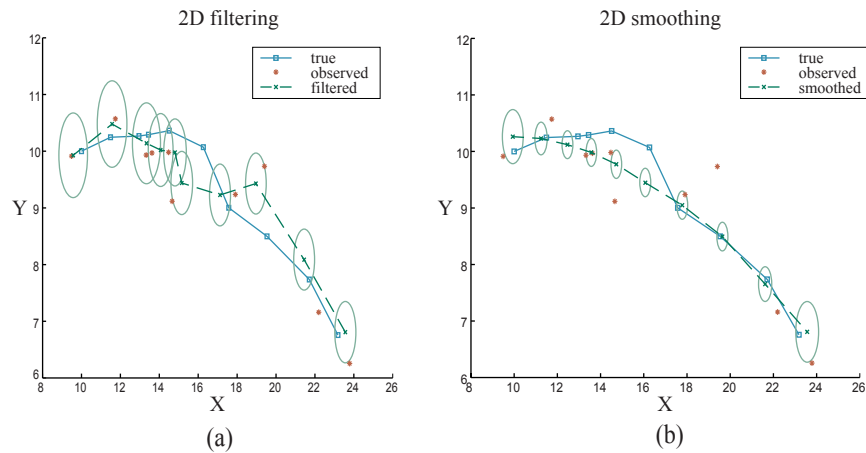 2D filtering
12
11
10
9
8
7
6
Y
8 10 12 14 16 18 20 22 24 26
X
true
observed
filtered
(a)
2D smoothing
12
11
10
9
8
7
6
Y
8 10 12 14 16 18 20 22 24 26
X
true
observed
smoothed
(b)